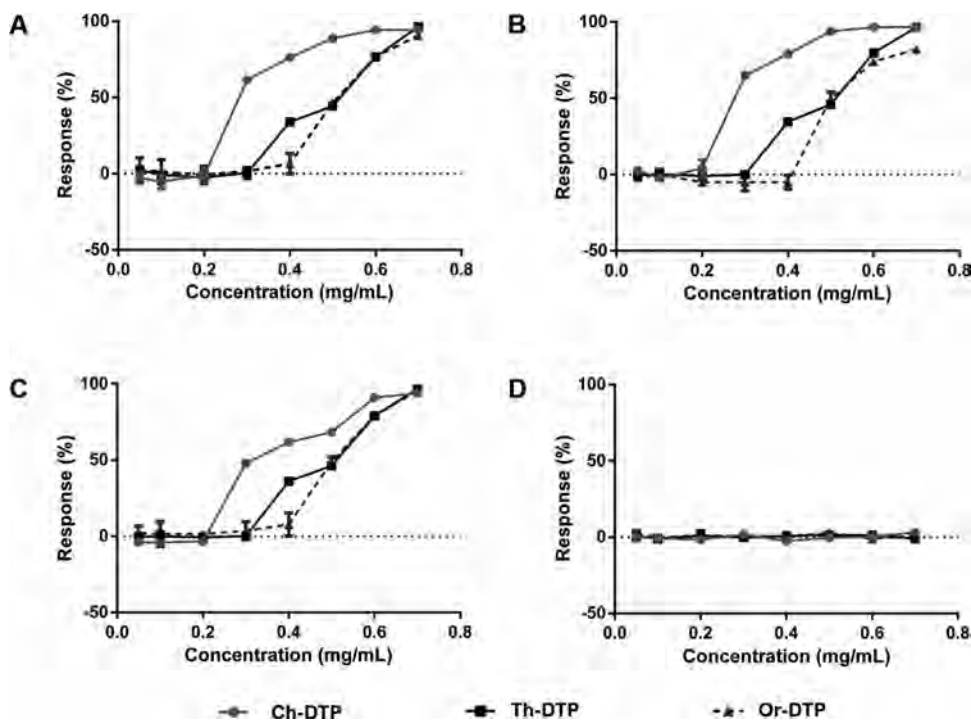 A
Response (%)
100
50
0
-50
0.0 0.2 0.4 0.6 0.8
Concentration (mg/mL)
B
Response (%)
100
50
0
-50
0.0 0.2 0.4 0.6 0.8
Concentration (mg/mL)
C
Response (%)
100
50
0
-50
0.0 0.2 0.4 0.6 0.8
Concentration (mg/mL)
D
Response (%)
100
50
0
-50
0.0 0.2 0.4 0.6 0.8
Concentration (mg/mL)
Ch-DTP Th-DTP Or-DTP